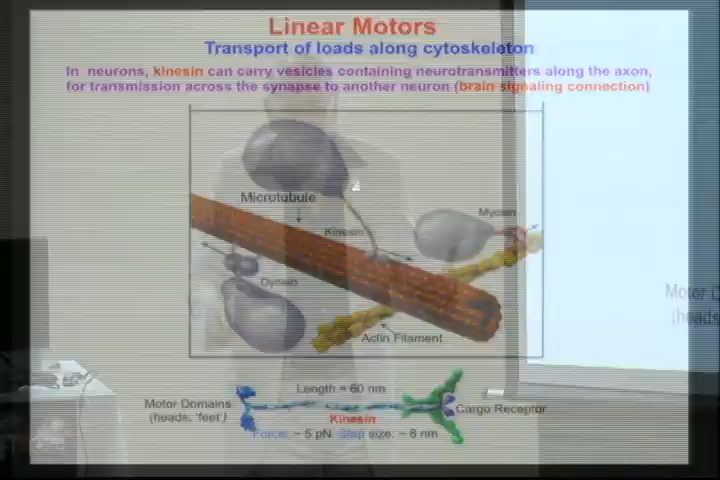 Linear Motors
Transport of loads along cytoskeleton
In neurons, kinesin can carry vesicles containing neurotransmitters along the axon,
for transmission across the synapse to another neuron (brain signaling connection)
Microtubule
Myosin
Kinesin
Dynein
Actin Filament
Length = 60 nm
Motor Domains
(heads, 'feet')
Cargo Receptor
Kinesin
Force: ~ 5 pN Step size: ~ 8 nm
Motor D
(heads